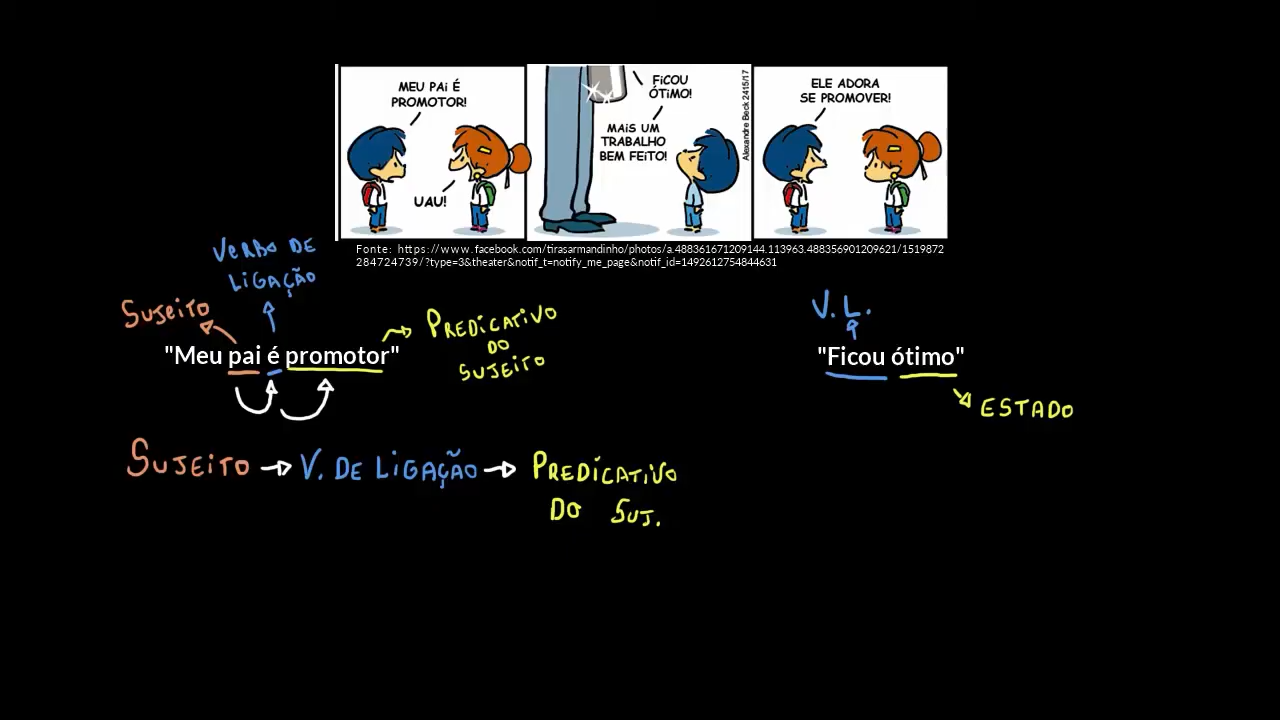 MEU PAI É
PROMOTOR!
UAU!
FICOU
ÓTIMO!
MAIS UM
TRABALHO
BEM FEITO!
Alexandre Beck 2415/17
ELE ADORA
SE PROMOVER!
Fonte: https://www.facebook.com/tirasarmandinho/photos/a.488361671209144.113963.488356901209621/1519872
284724739/?type=3&theater&notif_t=notify_me_page&notif_id=1492612754844631
VERBO DE
LIGAÇÃO
SUJEITO
"Meu pai é promotor"
PREDICATIVO
DO
SUJEITO
V. L.
"Ficou ótimo"
ESTADO
SUJEITO → V. DE LIGAÇÃO → PREDICATIVO
DO SUJ.